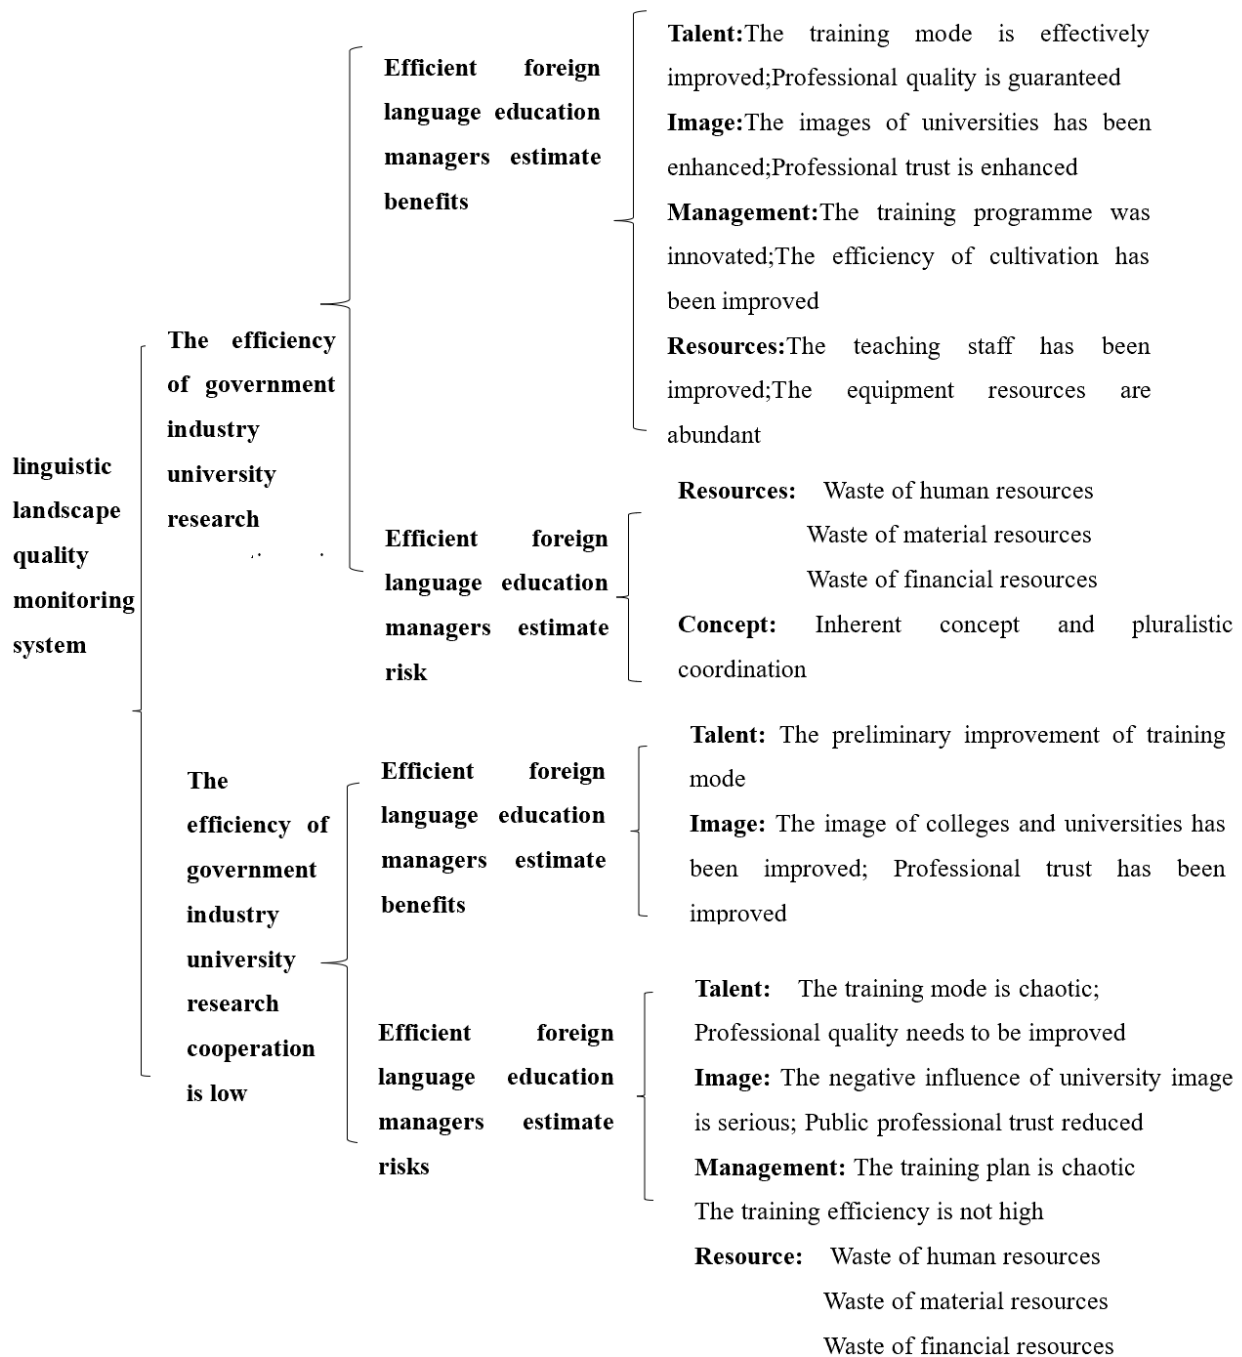 linguistic
landscape
quality
monitoring
system
The efficiency
of government
industry
university
research
Efficient foreign
language education
managers estimate
benefits
Talent:The training mode is effectively
improved;Professional quality is guaranteed
Image:The images of universities has been
enhanced;Professional trust is enhanced
Management:The training programme was
innovated;The efficiency of cultivation has
been improved
Resources:The teaching staff has been
improved;The equipment resources are
abundant
Efficient foreign
language education
managers estimate
risk
Resources: Waste of human resources
Waste of material resources
Waste of financial resources
Concept: Inherent concept and pluralistic
coordination
The
efficiency of
government
industry
university
research
cooperation
is low
Efficient foreign
language education
managers estimate
benefits
Talent: The preliminary improvement of training
mode
Image: The image of colleges and universities has
been improved; Professional trust has been
improved
Efficient foreign
language education
managers estimate
risks
Talent: The training mode is chaotic;
Professional quality needs to be improved
Image: The negative influence of university image
is serious; Public professional trust reduced
Management: The training plan is chaotic
The training efficiency is not high
Resource: Waste of human resources
Waste of material resources
Waste of financial resources